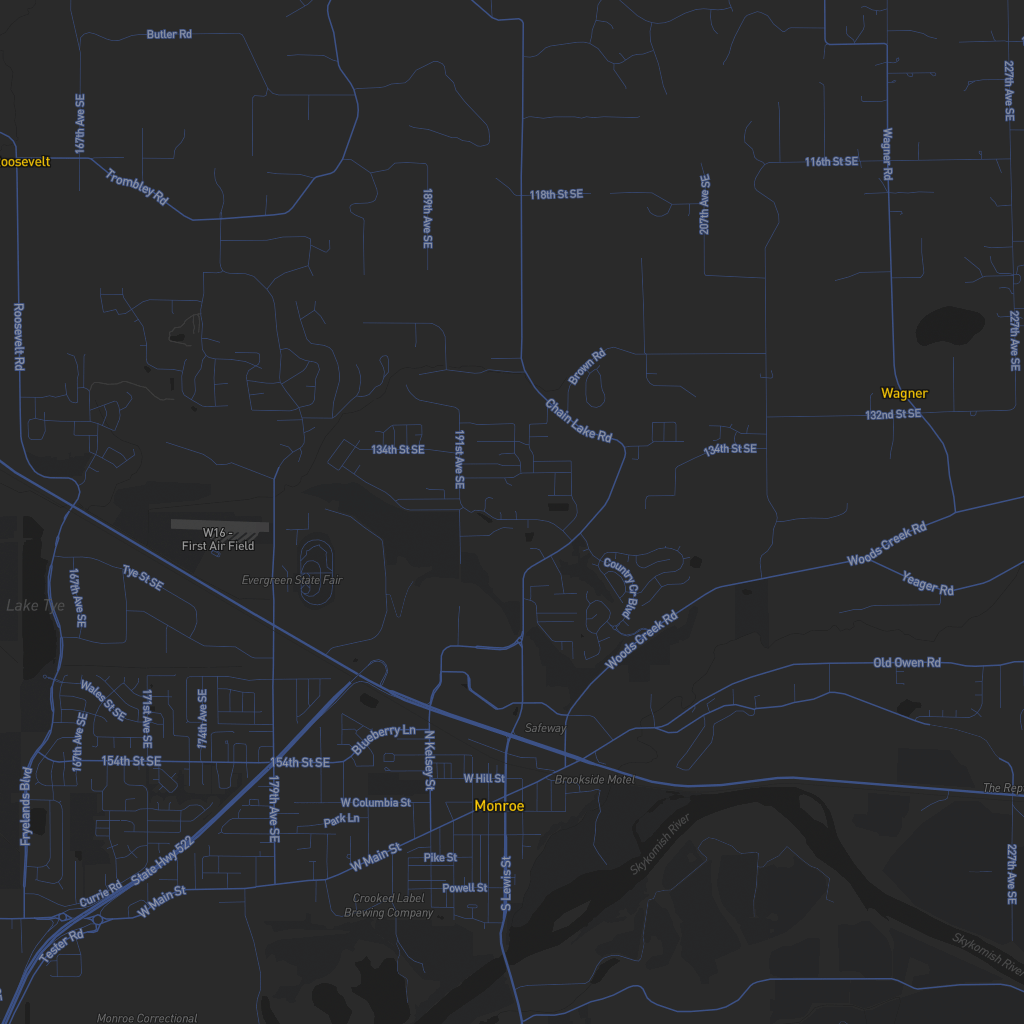 Butler Rd
167th Ave SE
227th Ave SE
Wagner Rd
oosevelt
116th St SE
Trombley Rd
118th St SE
207th Ave SE
189th Ave SE
Roosevelt Rd
227th Ave SE
Brown Rd
Wagner
132nd St SE
Chain Lake Rd
134th St SE
134th St SE
191st Ave SE
W16 -
First Air Field
Woods Creek Rd
Evergreen State Fair
Tye St SE
167th Ave SE
Country Cr Blvd
Yeager Rd
Lake Tye
Woods Creek Rd
Old Owen Rd
Wales St SE
171st Ave SE
174th Ave SE
167th Ave SE
Safeway
Blueberry Ln
N Kelsey St
154th St SE
154th St SE
W Hill St
Brookside Motel
The Rept
Fryelands Blvd
179th Ave SE
W Columbia St
Monroe
Park Ln
Skykomish River
State Hwy 522
W Main St
Pike St
227th Ave SE
Currie Rd
W Main St
Powell St
S Lewis St
Crooked Label
Brewing Company
Tester Rd
Skykomish River
Monroe Correctional